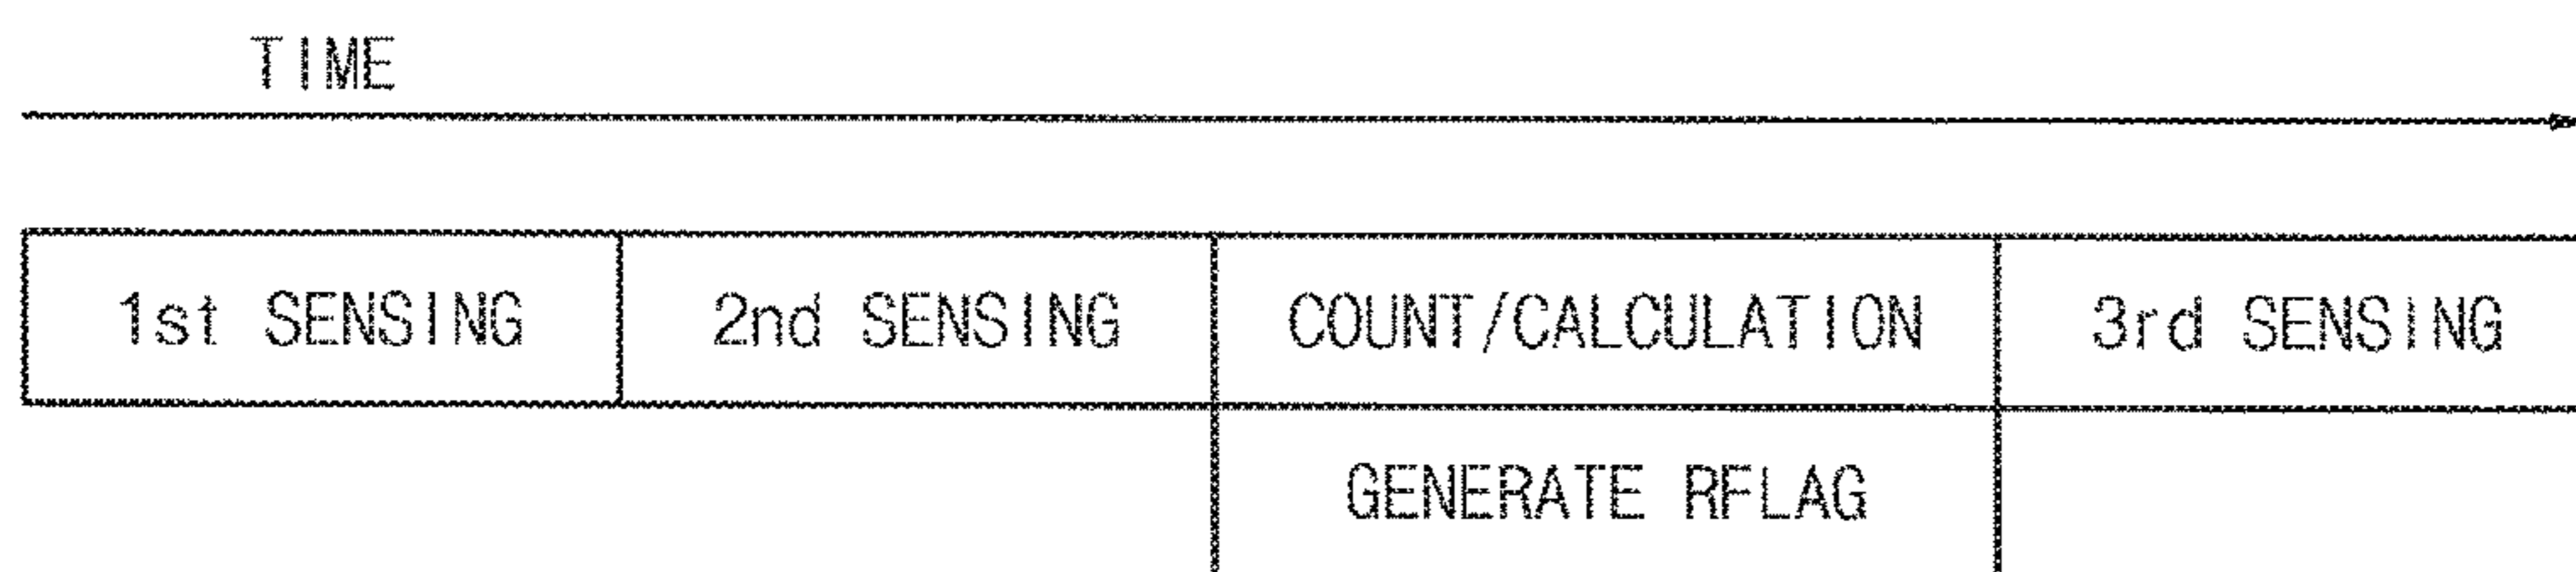 TIME
1st SENSING 2nd SENSING COUNT/CALCULATION 3rd SENSING
GENERATE RFLAG